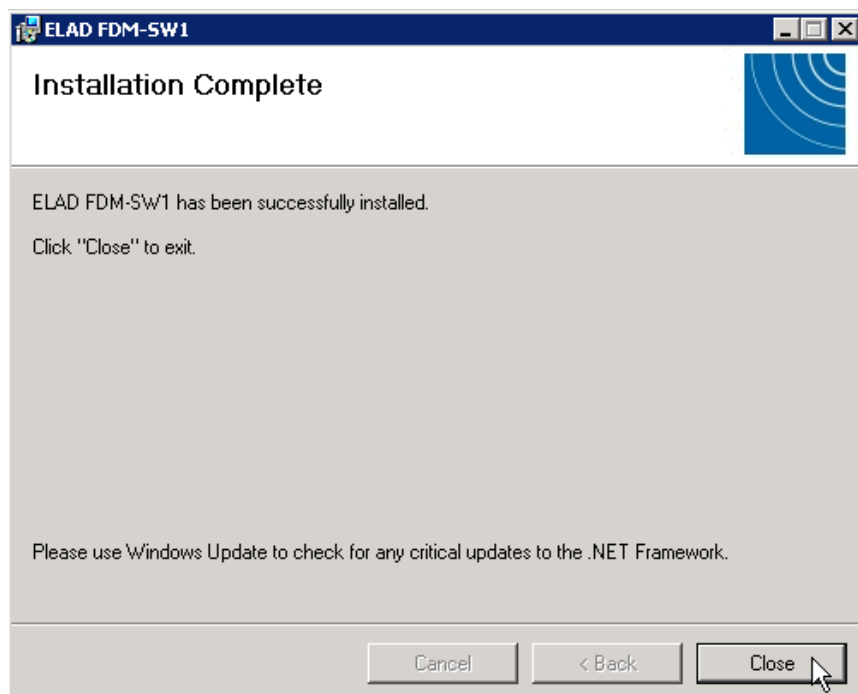 ELAD FDM-SW1
Installation Complete
ELAD FDM-SW1 has been successfully installed.
Click "Close" to exit.
Please use Windows Update to check for any critical updates to the .NET Framework.
Cancel
< Back
Close